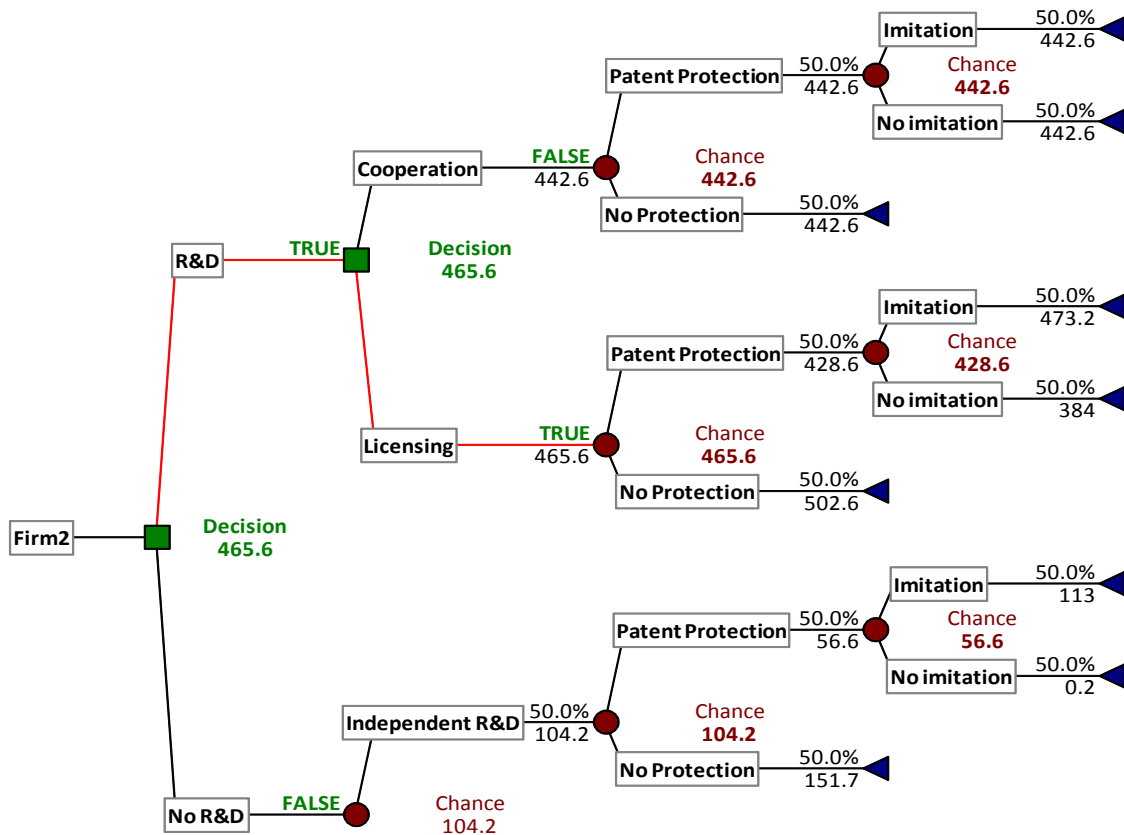 50.0%
Imitation
442.6
50.0%
Patent Protection
442.6
Chance
442.6
50.0%
No imitation
442.6
Cooperation
FALSE
442.6
Chance
442.6
50.0%
No Protection
442.6
R&D
TRUE
Decision
465.6
50.0%
Imitation
473.2
50.0%
Patent Protection
428.6
Chance
428.6
50.0%
No imitation
384
Licensing
TRUE
465.6
Chance
465.6
50.0%
No Protection
502.6
Firm2
Decision
465.6
50.0%
Imitation
113
50.0%
Patent Protection
56.6
Chance
56.6
50.0%
No imitation
0.2
Independent R&D
50.0%
104.2
Chance
104.2
50.0%
No Protection
151.7
No R&D
FALSE
Chance
104.2